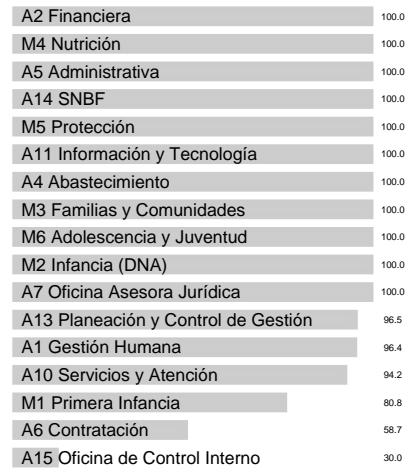 A2 Financiera 100.0
M4 Nutrición 100.0
A5 Administrativa 100.0
A14 SNBF 100.0
M5 Protección 100.0
A11 Información y Tecnología 100.0
A4 Abastecimiento 100.0
M3 Familias y Comunidades 100.0
M6 Adolescencia y Juventud 100.0
M2 Infancia (DNA) 100.0
A7 Oficina Asesora Jurídica 100.0
A13 Planeación y Control de Gestión 96.5
A1 Gestión Humana 96.4
A10 Servicios y Atención 94.2
M1 Primera Infancia 80.8
A6 Contratación 58.7
A15 Oficina de Control Interno 30.0